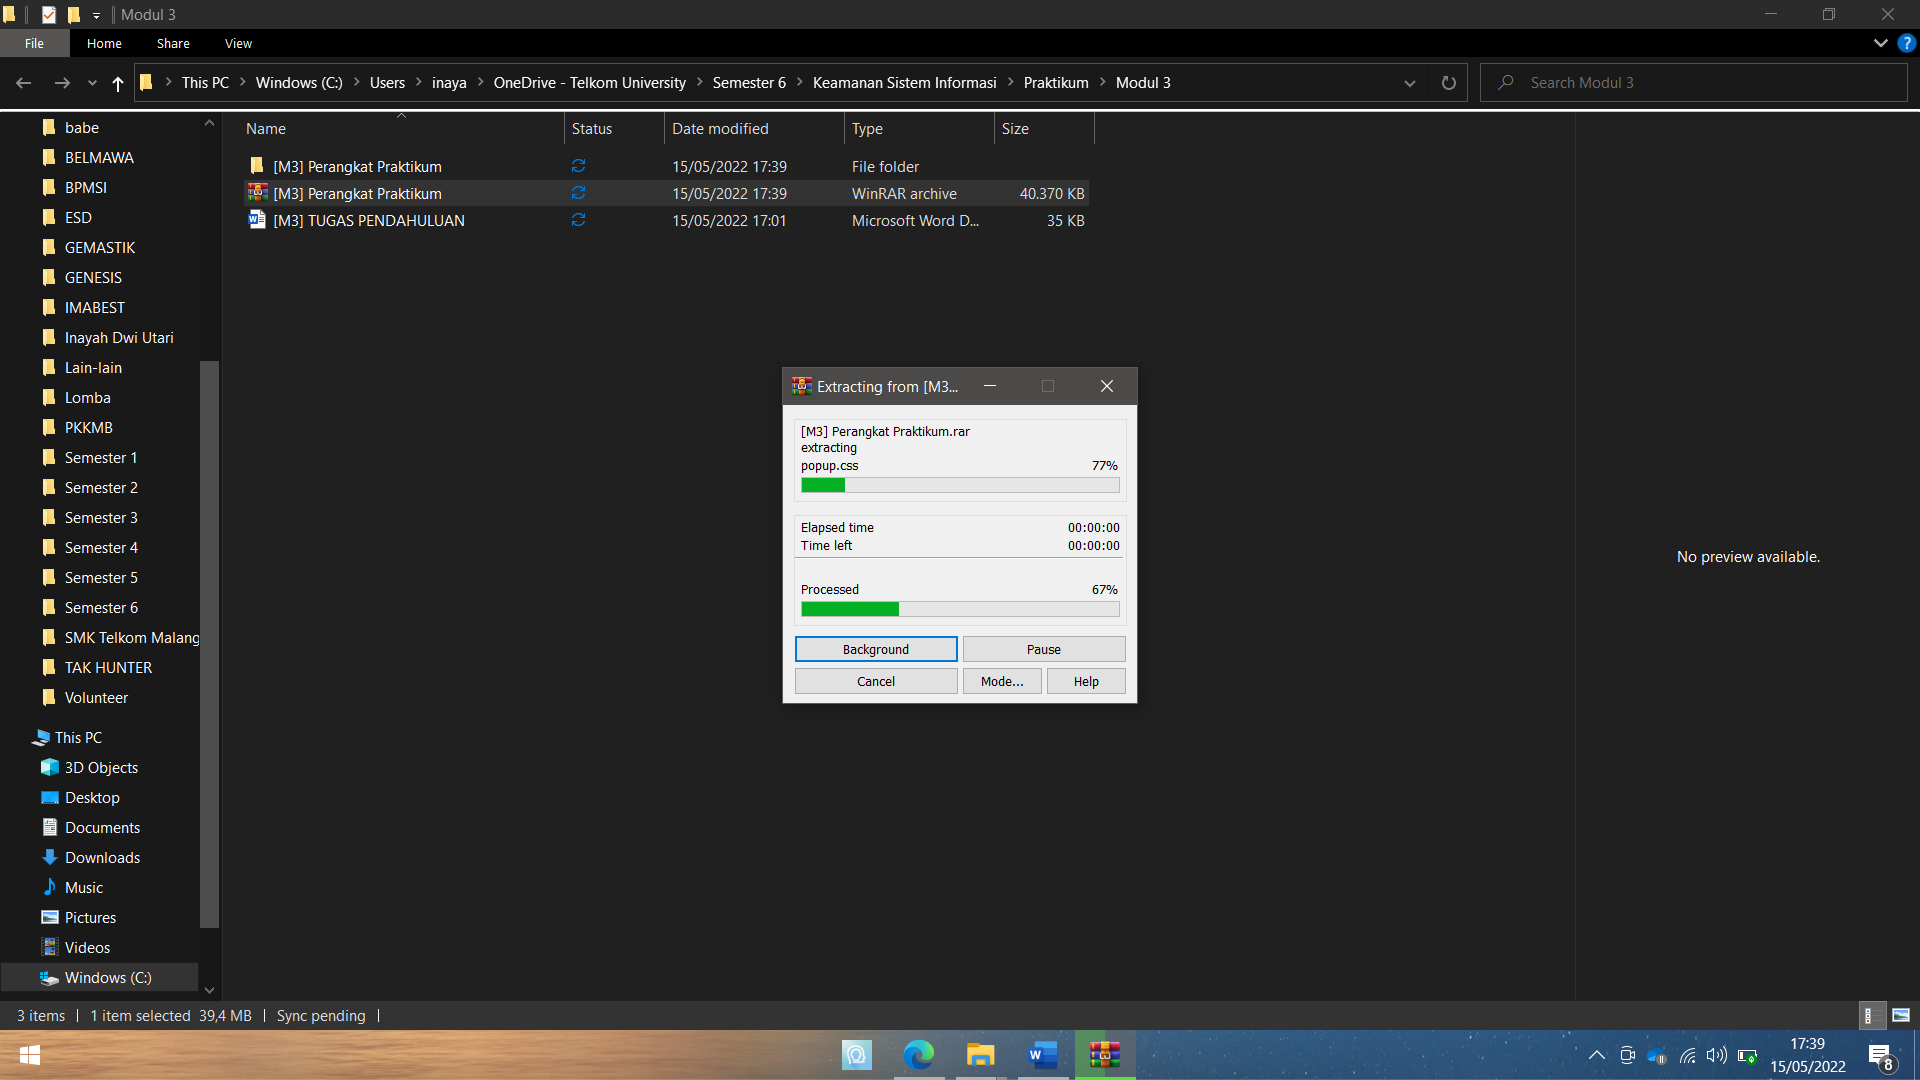 Modul 3
File Home Share View
This PC Windows (C:) Users inaya OneDrive - Telkom University Semester 6 Keamanan Sistem Informasi Praktikum Modul 3
Search Modul 3
babe
BELMAWA
BPMSI
ESD
GEMASTIK
GENESIS
IMABEST
Inayah Dwi Utari
Lain-lain
Lomba
PKKMB
Semester 1
Semester 2
Semester 3
Semester 4
Semester 5
Semester 6
SMK Telkom Malang
TAK HUNTER
Volunteer
This PC
3D Objects
Desktop
Documents
Downloads
Music
Pictures
Videos
Windows (C:)
Name Status Date modified Type Size
[M3] Perangkat Praktikum 15/05/2022 17:39 File folder
[M3] Perangkat Praktikum 15/05/2022 17:39 WinRAR archive 40.370 KB
[M3] TUGAS PENDAHULUAN 15/05/2022 17:01 Microsoft Word D... 35 KB
Extracting from [M3...
[M3] Perangkat Praktikum.rar
extracting
popup.css 77%
Elapsed time 00:00:00
Time left 00:00:00
Processed 67%
Background Pause
Cancel Mode... Help
No preview available.
3 items 1 item selected 39,4 MB Sync pending
17:39
15/05/2022
8